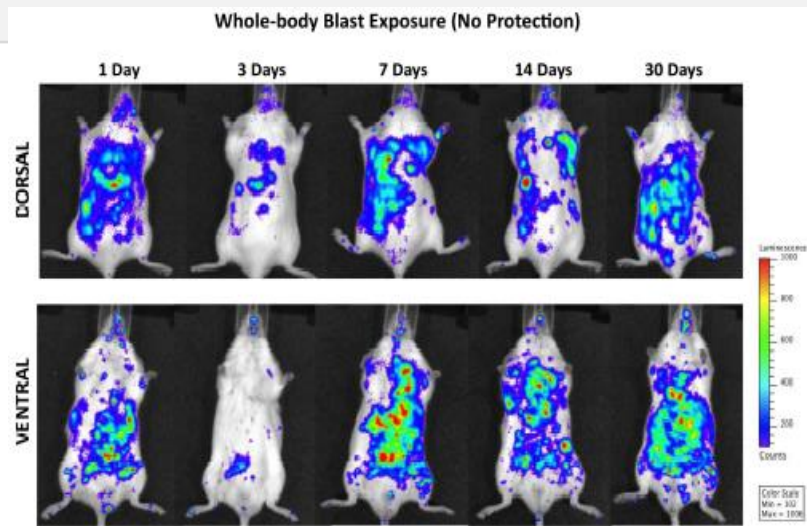 Whole-body Blast Exposure (No Protection)
1 Day 3 Days 7 Days 14 Days 30 Days
DORSAL
VENTRAL
Luminescence
1000
800
600
400
200
Counts
Color Scale
Min = 102
Max = 1006